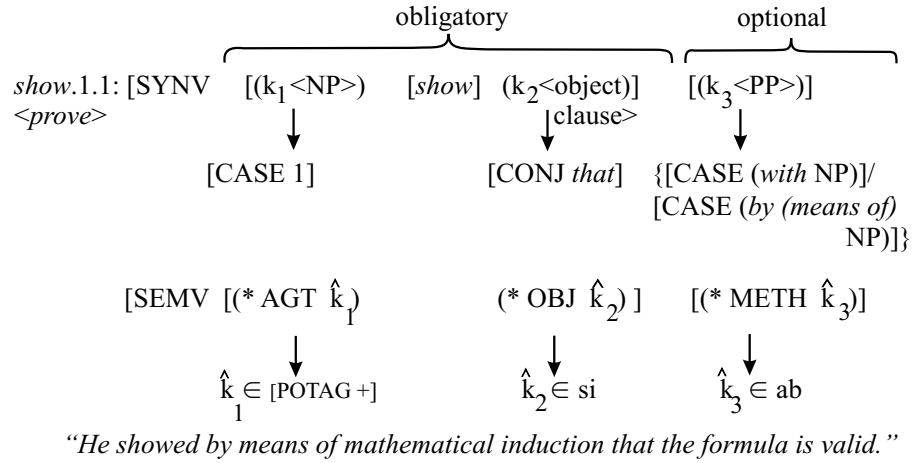 obligatory optional
show.1.1: [SYNV [(k₁<NP>) [show] (k₂<object)] [(k₃<PP>)]
<prove> clause>
[CASE 1] [CONJ that] {[CASE (with NP)]/
[CASE (by (means of)
NP)]}
[SEMV [(* AGT k̂₁) (* OBJ k̂₂) ] [(* METH k̂₃)]
k̂₁ ∈ [POTAG +] k̂₂ ∈ si k̂₃ ∈ ab
“He showed by means of mathematical induction that the formula is valid.”